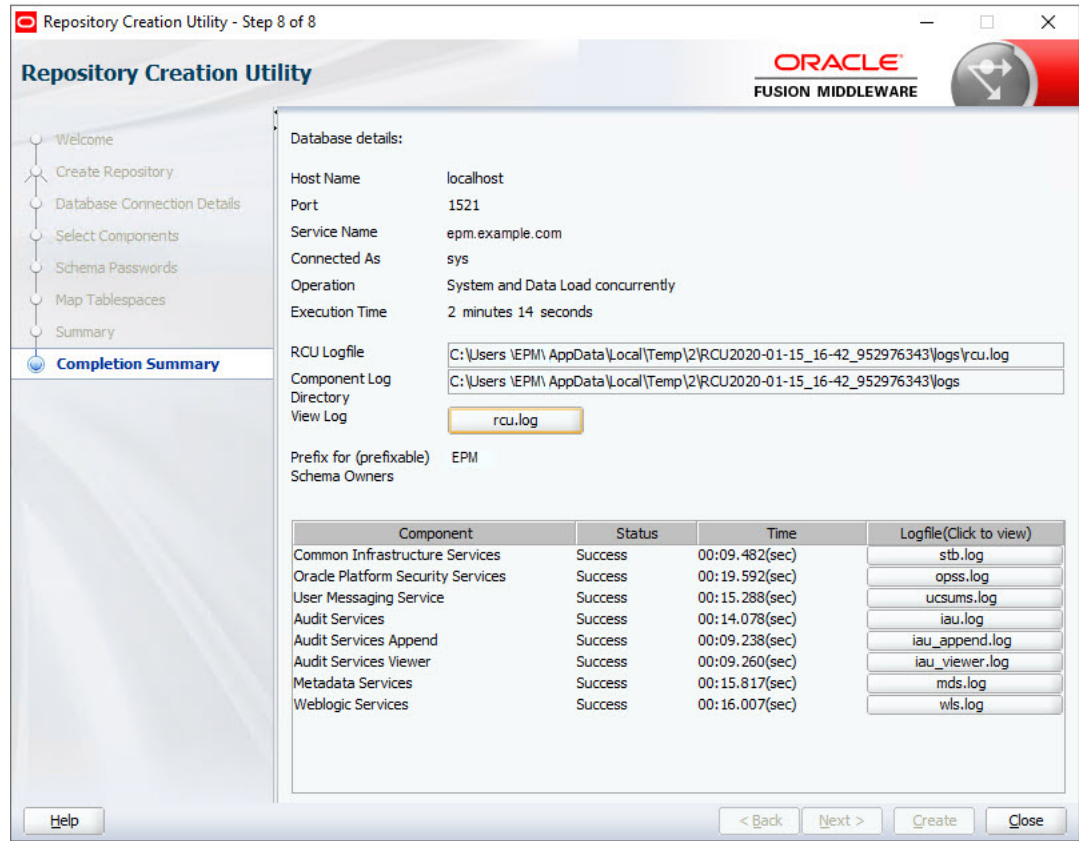 Repository Creation Utility - Step 8 of 8
Repository Creation Utility
ORACLE
FUSION MIDDLEWARE
Welcome
Create Repository
Database Connection Details
Select Components
Schema Passwords
Map Tablespaces
Summary
Completion Summary
Database details:
Host Name localhost
Port 1521
Service Name epm.example.com
Connected As sys
Operation System and Data Load concurrently
Execution Time 2 minutes 14 seconds
RCU Logfile C:\Users \EPM\ AppData\Local\Temp\2\RCU2020-01-15_16-42_952976343\logs\rcu.log
Component Log C:\Users \EPM\ AppData\Local\Temp\2\RCU2020-01-15_16-42_952976343\logs
Directory
View Log rcu.log
Prefix for (prefixable) EPM
Schema Owners
Component Status Time Logfile(Click to view)
Common Infrastructure Services Success 00:09.482(sec) stb.log
Oracle Platform Security Services Success 00:19.592(sec) opss.log
User Messaging Service Success 00:15.288(sec) ucsums.log
Audit Services Success 00:14.078(sec) iau.log
Audit Services Append Success 00:09.238(sec) iau_append.log
Audit Services Viewer Success 00:09.260(sec) iau_viewer.log
Metadata Services Success 00:15.817(sec) mds.log
Weblogic Services Success 00:16.007(sec) wls.log
Help < Back Next > Create Close